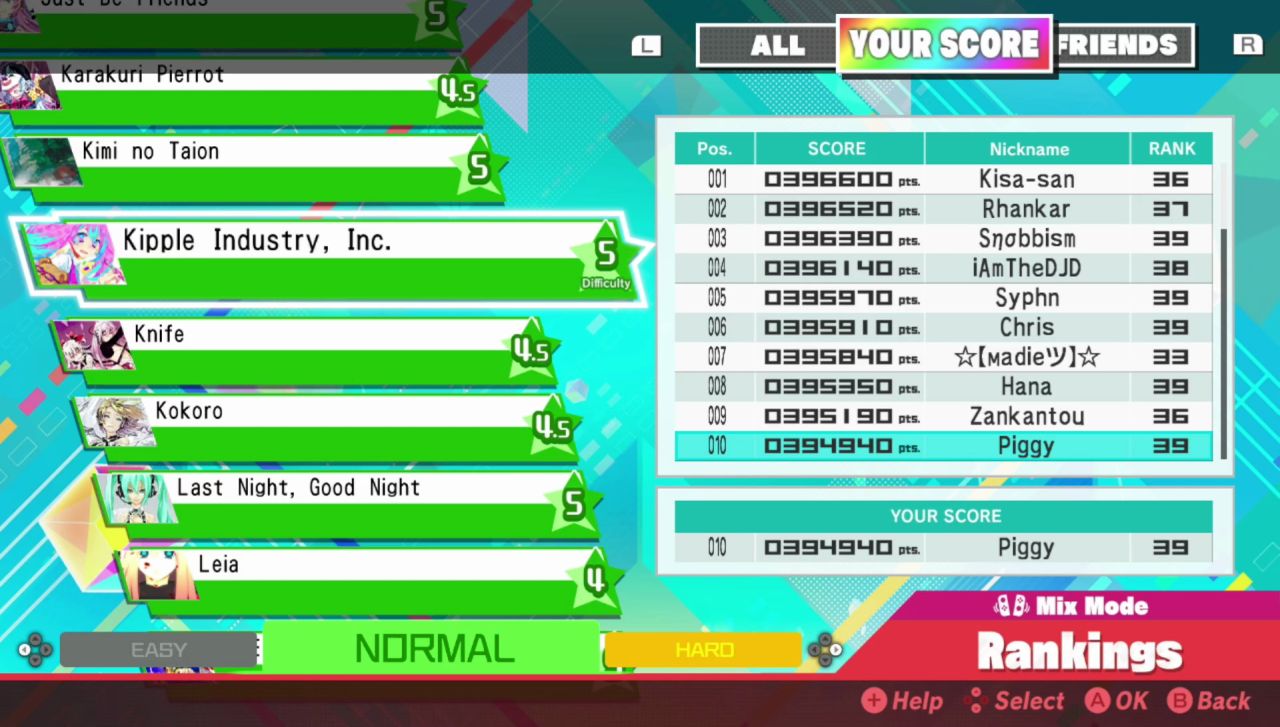 Just Be Friends
5
Karakuri Pierrot
4.5
Kimi no Taion
5
Kipple Industry, Inc.
5
Difficulty
Knife
4.5
Kokoro
4.5
Last Night, Good Night
5
Leia
4
EASY
NORMAL
HARD
L
ALL
YOUR SCORE
FRIENDS
R
Pos. SCORE Nickname RANK
001 0396600 pts. Kisa-san 36
002 0396520 pts. Rhankar 37
003 0396390 pts. Sησbbism 39
004 0396140 pts. iAmTheDJD 38
005 0395970 pts. Syphn 39
006 0395910 pts. Chris 39
007 0395840 pts. ☆【мadieツ】☆ 33
008 0395350 pts. Hana 39
009 0395190 pts. Zankantou 36
010 0394940 pts. Piggy 39
YOUR SCORE
010 0394940 pts. Piggy 39
Mix Mode
Rankings
+ Help Select A OK B Back